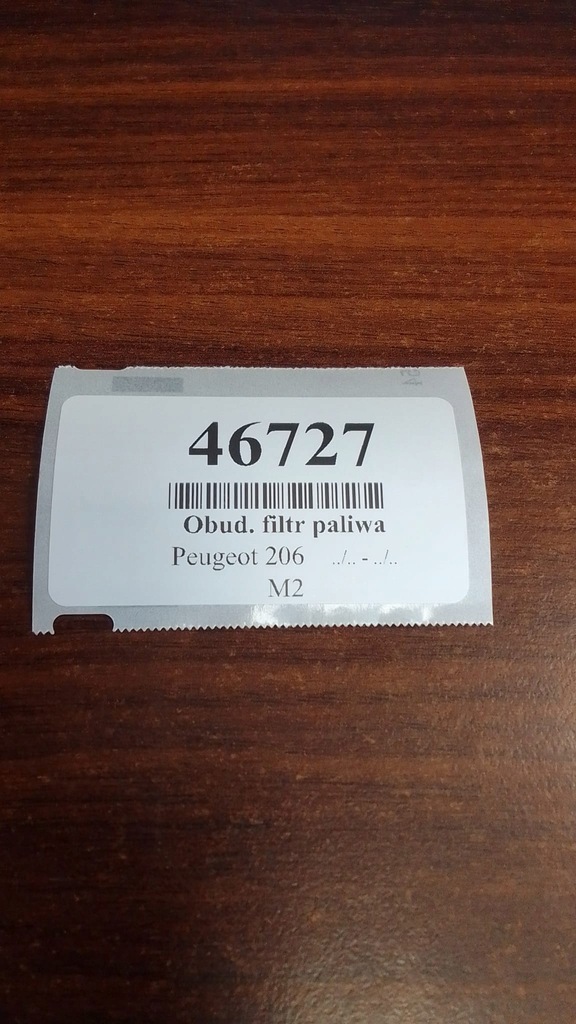 46727
Obud. filtr paliwa
Peugeot 206 ../.. - ../..
M2